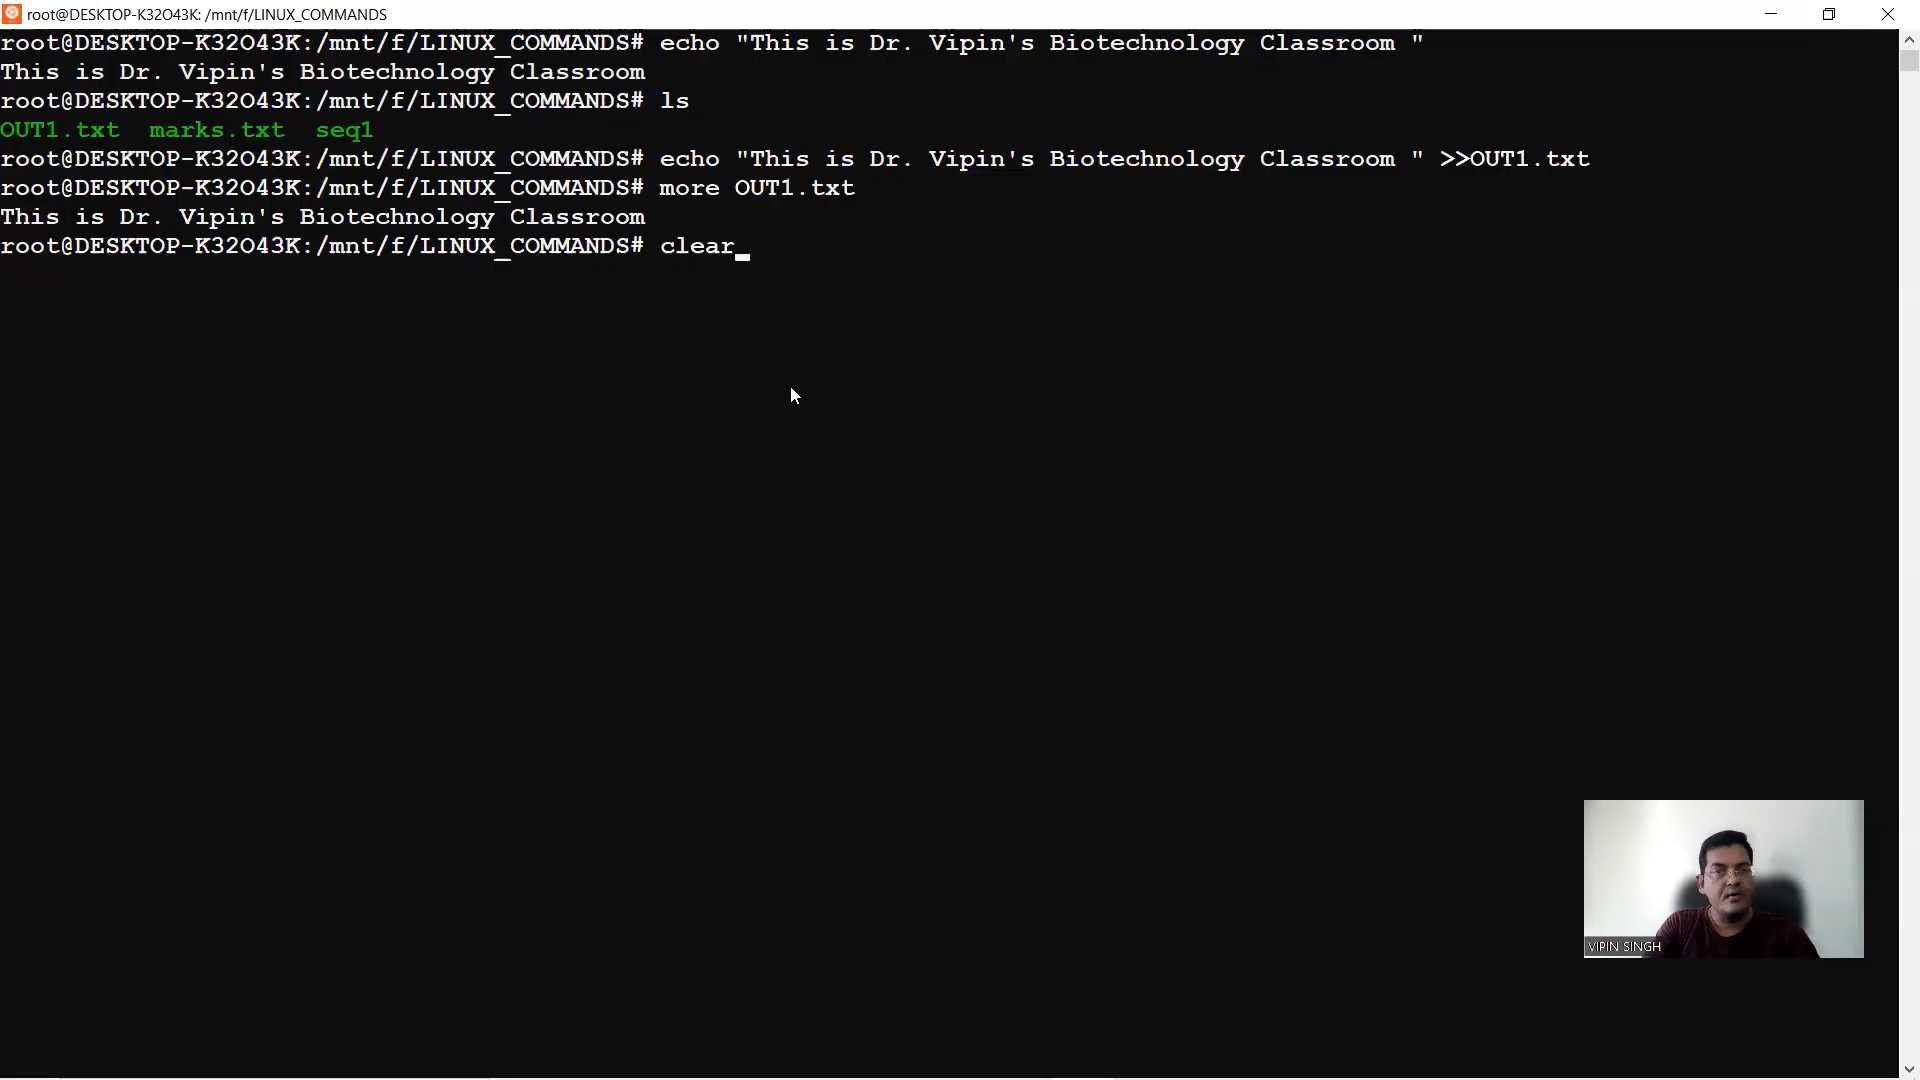 root@DESKTOP-K32O43K: /mnt/f/LINUX_COMMANDS
root@DESKTOP-K32O43K:/mnt/f/LINUX_COMMANDS# echo "This is Dr. Vipin's Biotechnology Classroom "
This is Dr. Vipin's Biotechnology Classroom
root@DESKTOP-K32O43K:/mnt/f/LINUX_COMMANDS# ls
OUT1.txt  marks.txt  seq1
root@DESKTOP-K32O43K:/mnt/f/LINUX_COMMANDS# echo "This is Dr. Vipin's Biotechnology Classroom " >>OUT1.txt
root@DESKTOP-K32O43K:/mnt/f/LINUX_COMMANDS# more OUT1.txt
This is Dr. Vipin's Biotechnology Classroom
root@DESKTOP-K32O43K:/mnt/f/LINUX_COMMANDS# clear
VIPIN SINGH